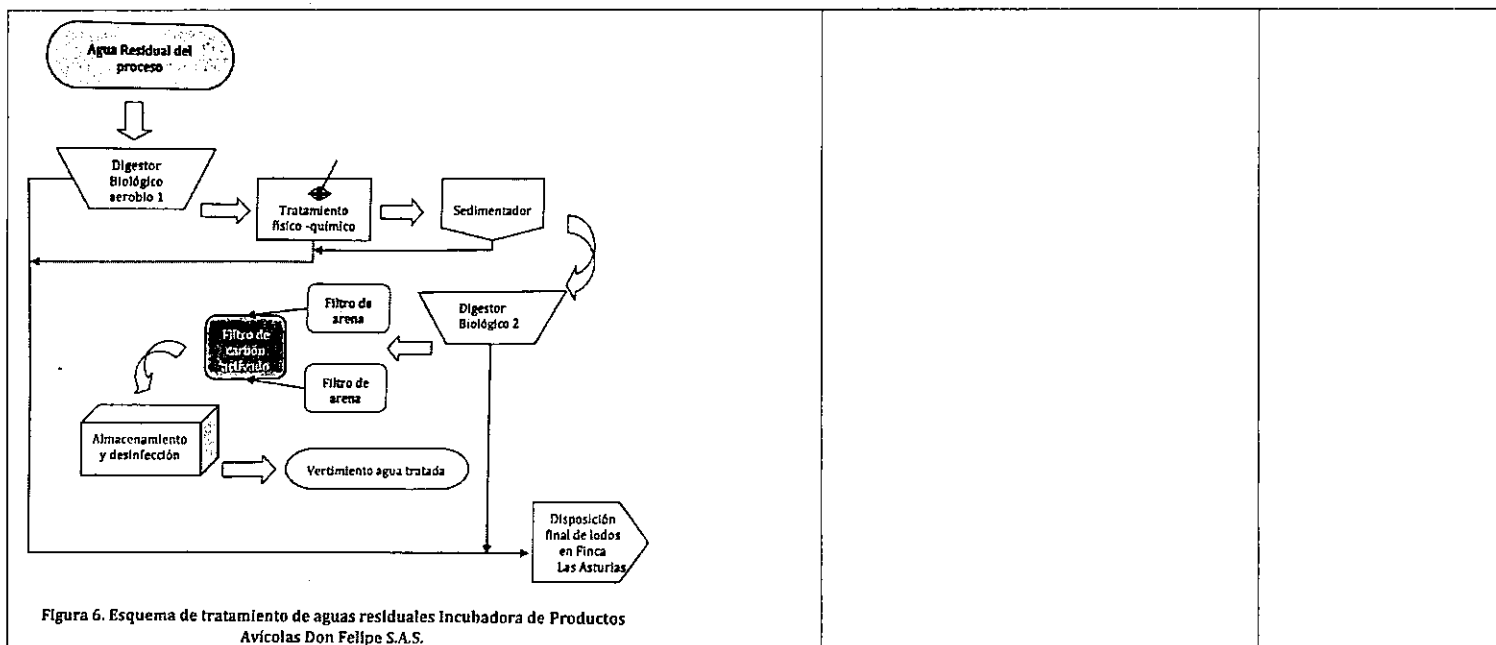 Agua Residual del
proceso
Digestor
Biológico
aerobio 1
Tratamiento
físico -químico
Sedimentador
Digestor
Biológico 2
Filtro de
arena
Filtro de
carbón
activado
Filtro de
arena
Almacenamiento
y desinfección
Vertimiento agua tratada
Disposición
final de lodos
en Finca
Las Asturias
Figura 6. Esquema de tratamiento de aguas residuales Incubadora de Productos
Avícolas Don Felipe S.A.S.